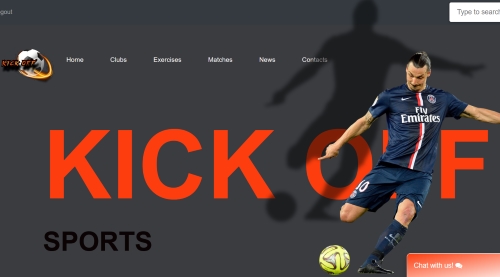 gout
Type to search
KICK OFF
Home Clubs Exercises Matches News Contacts
KICK OFF
SPORTS
Fly
Emirates
10
Chat with us!